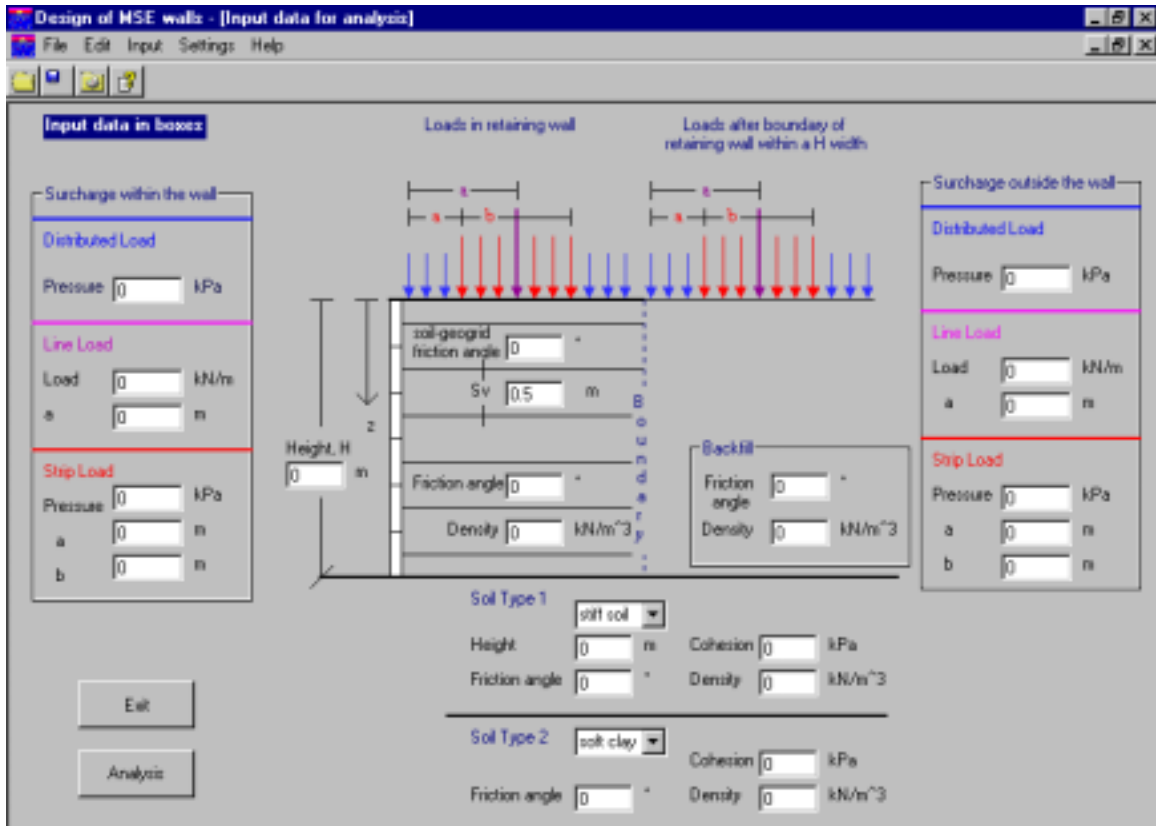 Design of MSE walls - [Input data for analysis]
File Edit Input Settings Help
Input data in boxes
Loads in retaining wall
Loads after boundary of
retaining wall within a H width
Surcharge within the wall
Distributed Load
Pressure 0 kPa
Line Load
Load 0 kN/m
a 0 m
Strip Load
Pressure 0 kPa
a 0 m
b 0 m
a
a b
a
a b
z
Height, H
0 m
soil-geogrid
friction angle 0 °
Sv 0.5 m
Friction angle 0 °
Density 0 kN/m^3
Boundary
Backfill
Friction
angle 0 °
Density 0 kN/m^3
Surcharge outside the wall
Distributed Load
Pressure 0 kPa
Line Load
Load 0 kN/m
a 0 m
Strip Load
Pressure 0 kPa
a 0 m
b 0 m
Soil Type 1 stiff soil
Height 0 m Cohesion 0 kPa
Friction angle 0 ° Density 0 kN/m^3
Soil Type 2 soft clay
Cohesion 0 kPa
Friction angle 0 ° Density 0 kN/m^3
Exit
Analysis